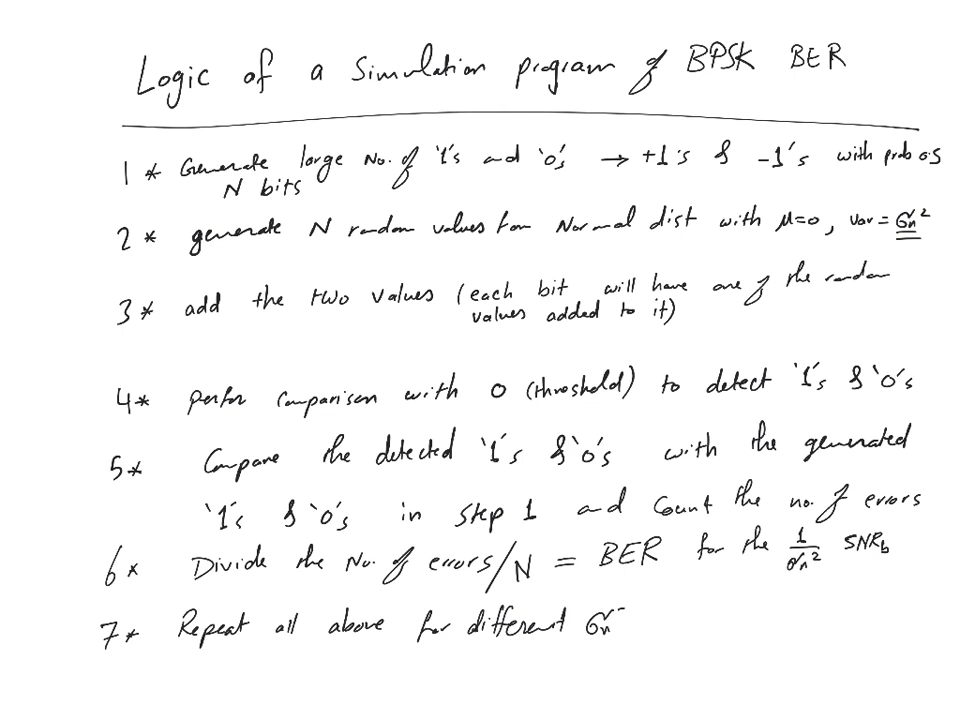 Logic of a Simulation program of BPSK BER
1 * Generate large No. of '1's and '0's → +1's & -1's with prob 0.5
N bits
2 * generate N random values from Normal dist with μ=0, var = σn²
3 * add the two values (each bit will have one of the random
values added to it)
4 * perfor Comparison with 0 (threshold) to detect '1's & '0's
5 * Compare the detected '1's & '0's with the generated
'1's & '0's in step 1 and Count the no. of errors
6 * Divide the No. of errors/N = BER for the 1/σn² SNRb
7 * Repeat all above for different σn